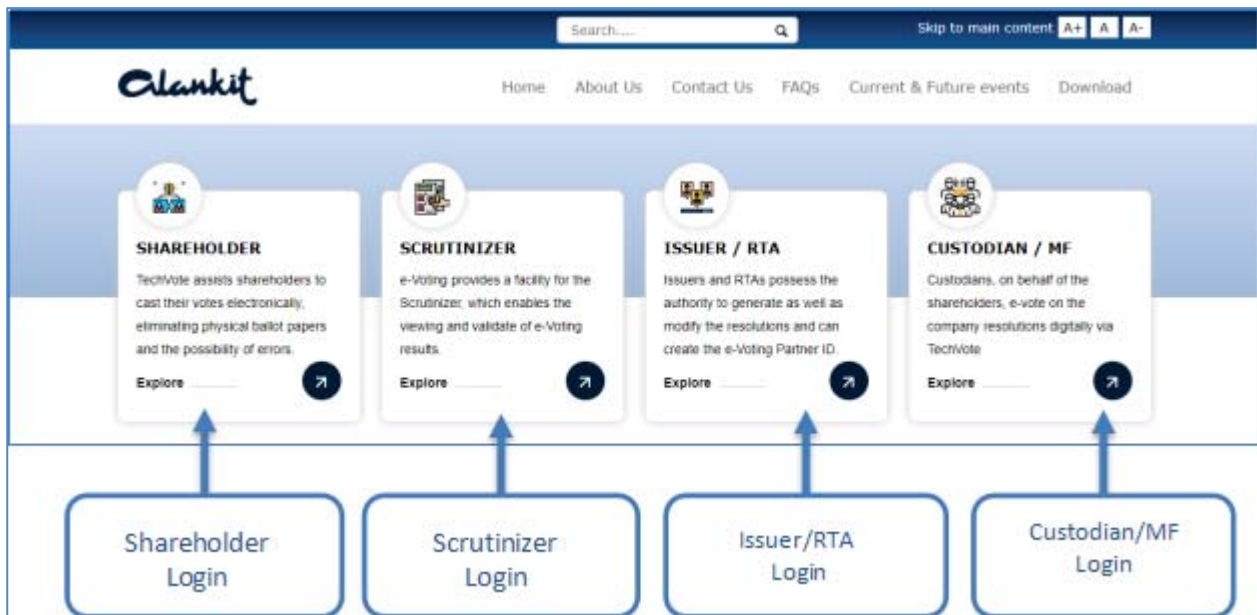 Search.....
Skip to main content A+ A A-
Alankit
Home About Us Contact Us FAQs Current & Future events Download
SHAREHOLDER
TechVote assists shareholders to
cast their votes electronically,
eliminating physical ballot papers
and the possibility of errors.
Explore
SCRUTINIZER
e-Voting provides a facility for the
Scrutinizer, which enables the
viewing and validate of e-Voting
results.
Explore
ISSUER / RTA
Issuers and RTAs possess the
authority to generate as well as
modify the resolutions and can
create the e-Voting Partner ID.
Explore
CUSTODIAN / MF
Custodians, on behalf of the
shareholders, e-vote on the
company resolutions digitally via
TechVote
Explore
Shareholder
Login
Scrutinizer
Login
Issuer/RTA
Login
Custodian/MF
Login